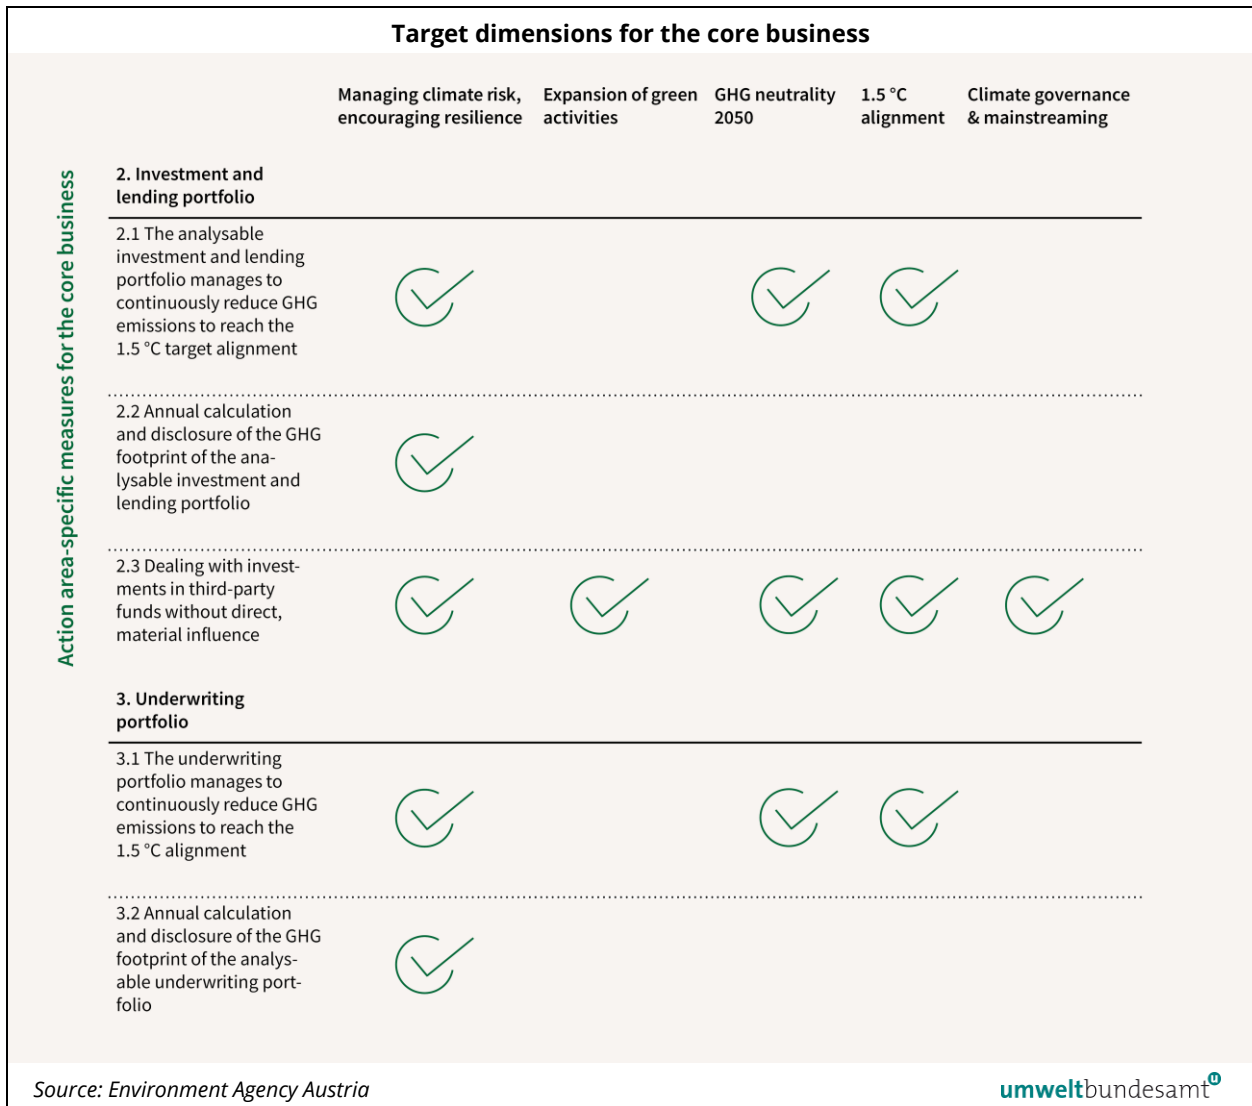 Target dimensions for the core business
Managing climate risk,
encouraging resilience
Expansion of green
activities
GHG neutrality
2050
1.5 °C
alignment
Climate governance
& mainstreaming
Action area-specific measures for the core business
2. Investment and
lending portfolio
2.1 The analysable
investment and lending
portfolio manages to
continuously reduce GHG
emissions to reach the
1.5 °C target alignment
2.2 Annual calculation
and disclosure of the GHG
footprint of the ana-
lysable investment and
lending portfolio
2.3 Dealing with invest-
ments in third-party
funds without direct,
material influence
3. Underwriting
portfolio
3.1 The underwriting
portfolio manages to
continuously reduce GHG
emissions to reach the
1.5 °C alignment
3.2 Annual calculation
and disclosure of the GHG
footprint of the analys-
able underwriting port-
folio
Source: Environment Agency Austria
umweltbundesamt u